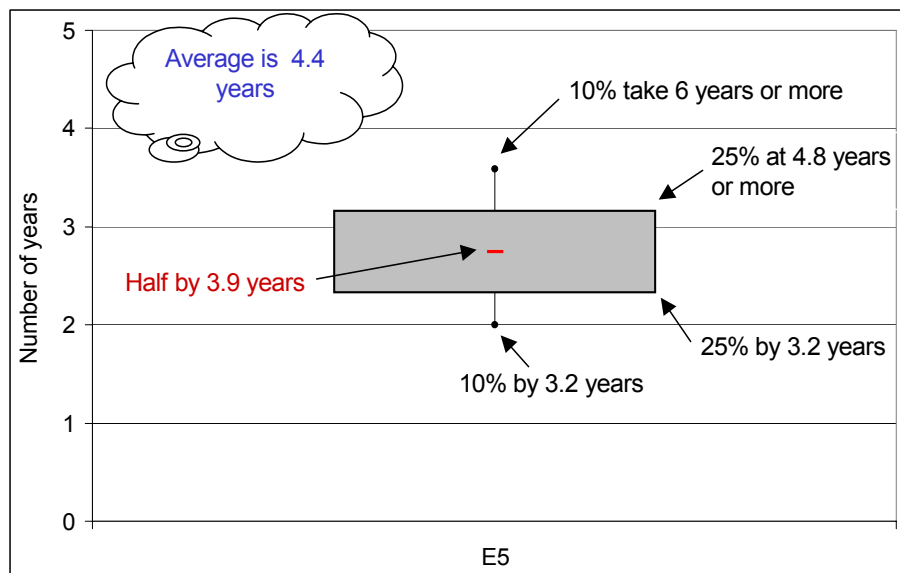 5
Average is 4.4
years
10% take 6 years or more
4
25% at 4.8 years
or more
3
Number of years
Half by 3.9 years
2
25% by 3.2 years
10% by 3.2 years
1
0
E5